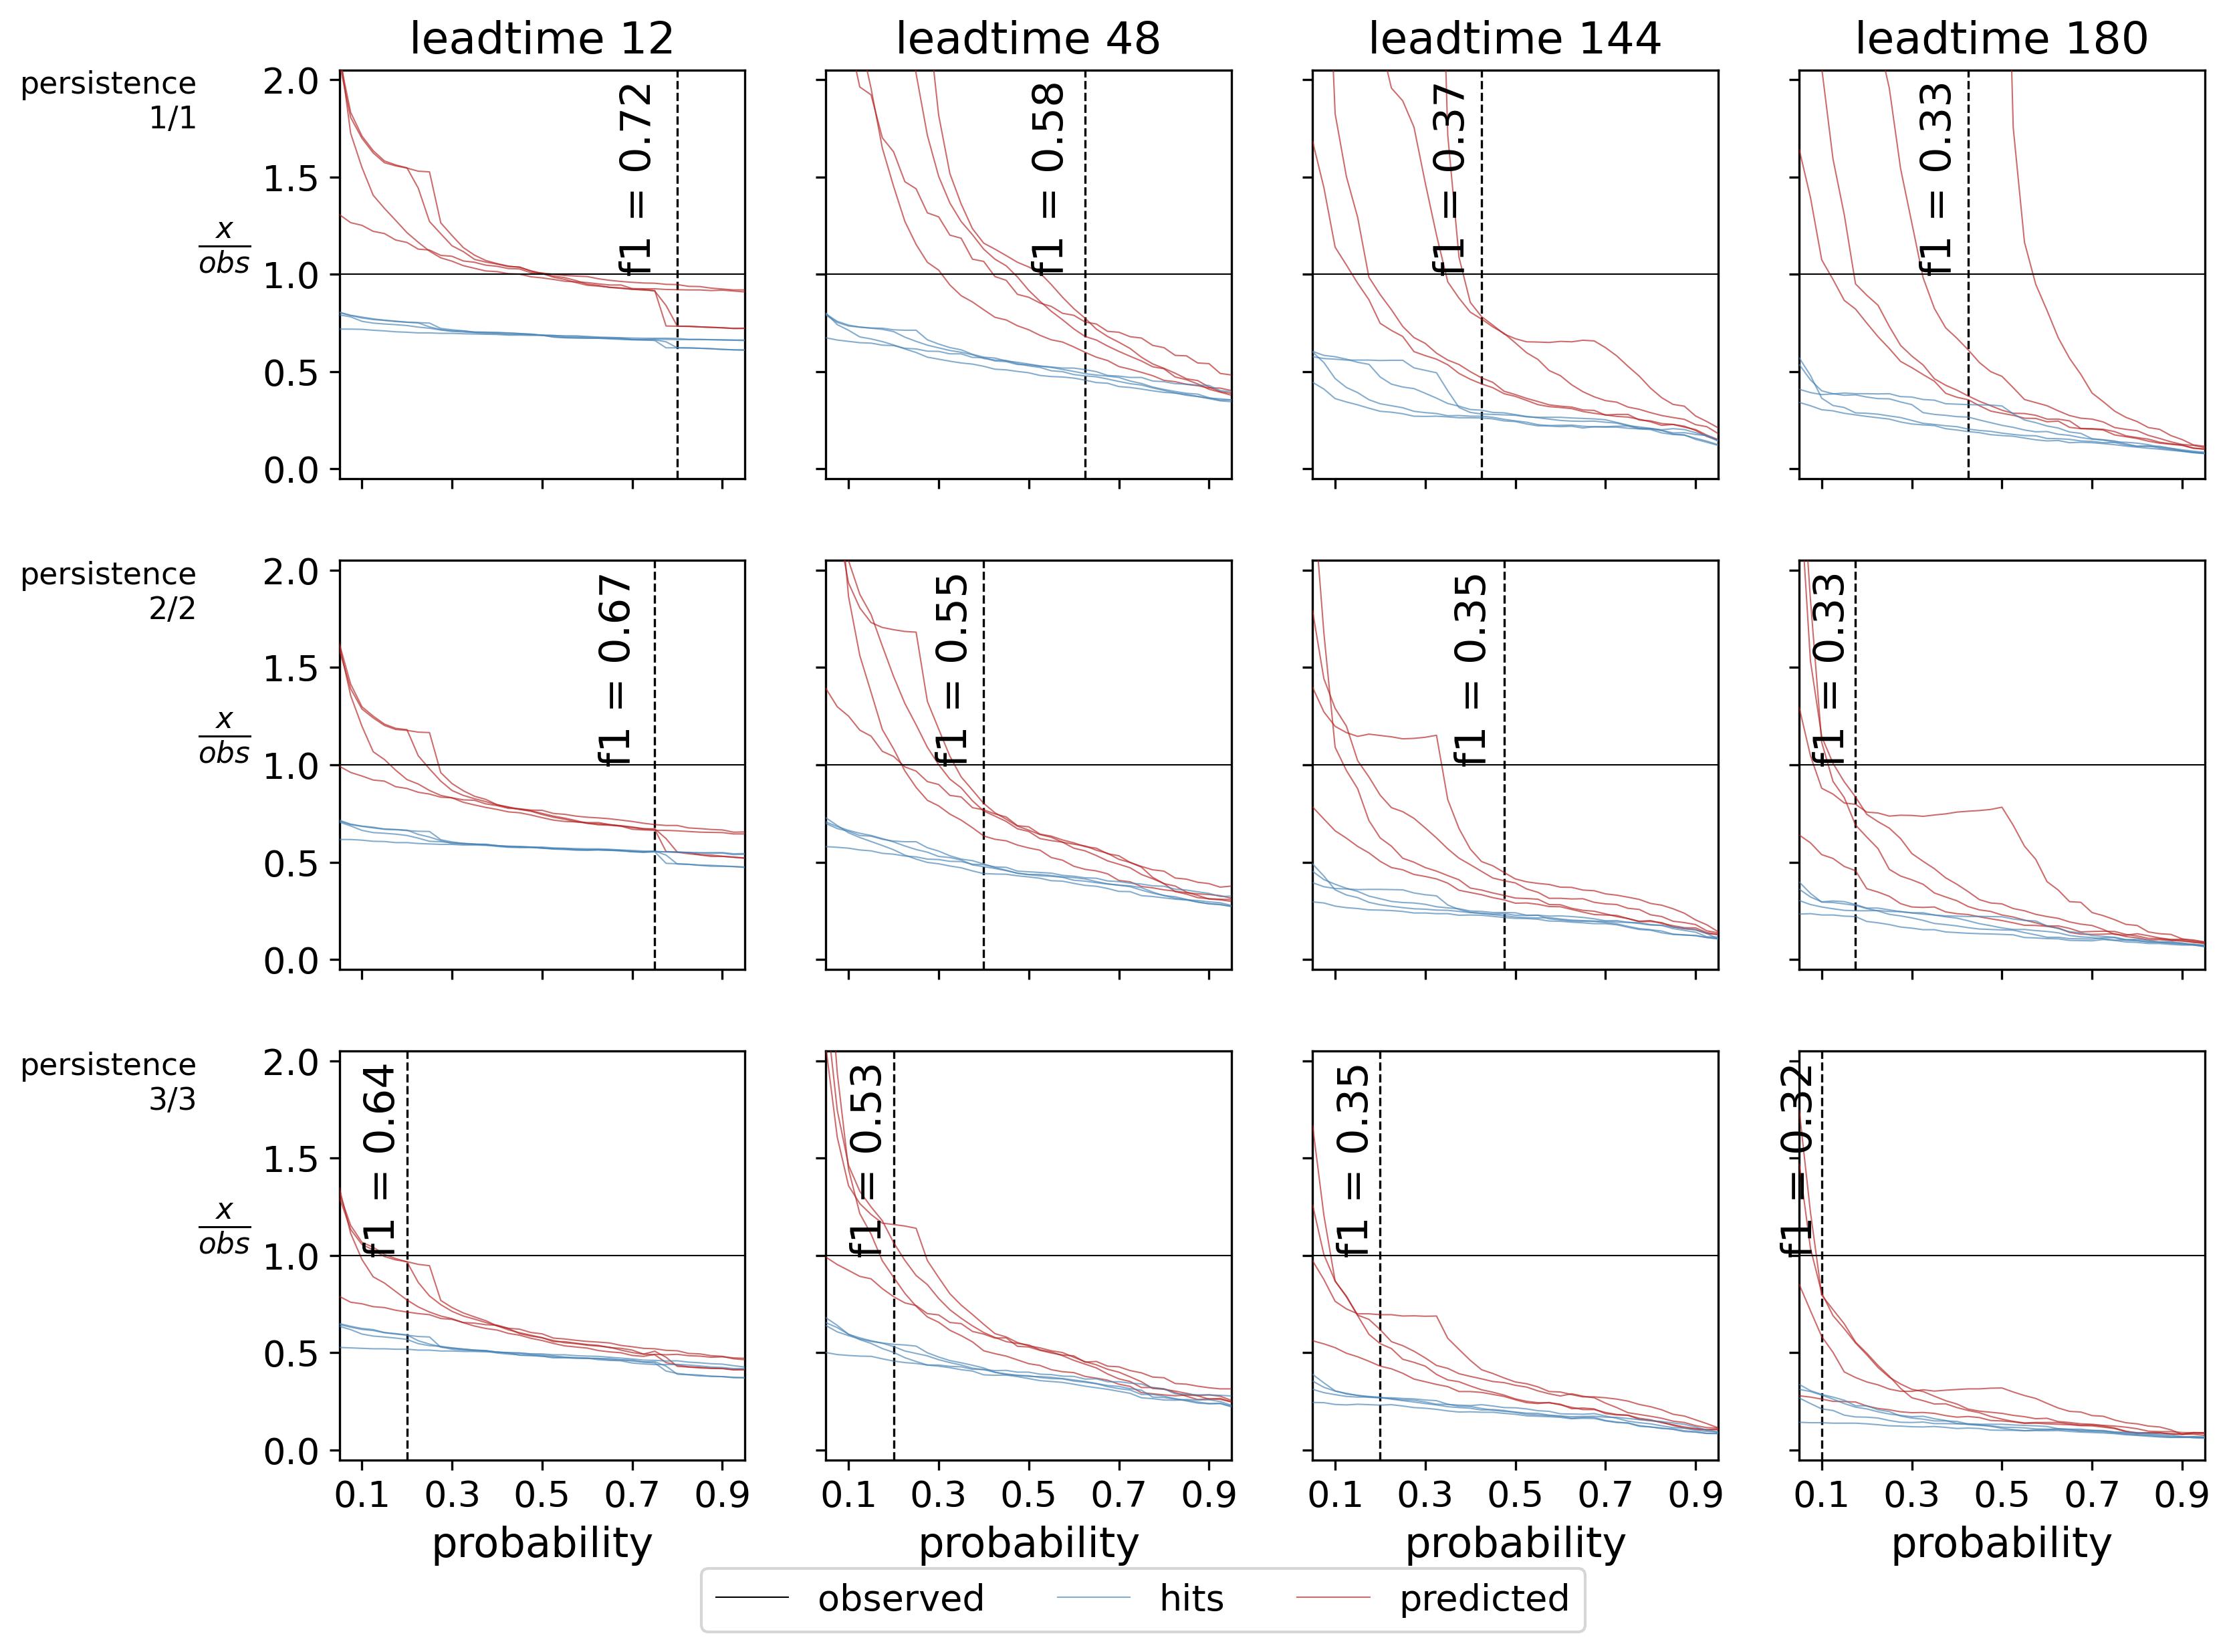 leadtime 12
leadtime 48
leadtime 144
leadtime 180
persistence
1/1
x
obs
2.0
1.5
1.0
0.5
0.0
f1 = 0.72
f1 = 0.58
f1 = 0.37
f1 = 0.33
persistence
2/2
x
obs
2.0
1.5
1.0
0.5
0.0
f1 = 0.67
f1 = 0.55
f1 = 0.35
f1 = 0.33
persistence
3/3
x
obs
2.0
1.5
1.0
0.5
0.0
f1 = 0.64
f1 = 0.53
f1 = 0.35
f1 = 0.32
0.1 0.3 0.5 0.7 0.9
0.1 0.3 0.5 0.7 0.9
0.1 0.3 0.5 0.7 0.9
0.1 0.3 0.5 0.7 0.9
probability
probability
probability
probability
observed
hits
predicted